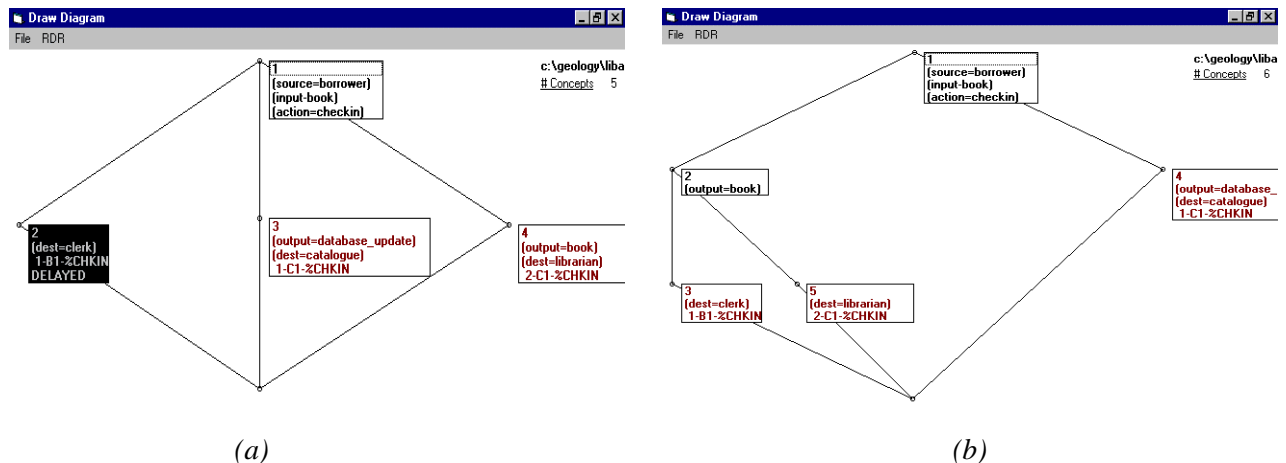 Draw Diagram
File RDR
c:\geology\liba
# Concepts 5
1
(source=borrower)
(input-book)
(action=checkin)
2
(dest=clerk)
1-B1-%CHKIN
DELAYED
3
(output=database_update)
(dest=catalogue)
1-C1-%CHKIN
4
(output=book)
(dest=librarian)
2-C1-%CHKIN
(a)
Draw Diagram
File RDR
c:\geology\liba
# Concepts 6
1
(source=borrower)
(input-book)
(action=checkin)
2
(output=book)
4
(output=database_
(dest=catalogue)
1-C1-%CHKIN
3
(dest=clerk)
1-B1-%CHKIN
5
(dest=librarian)
2-C1-%CHKIN
(b)